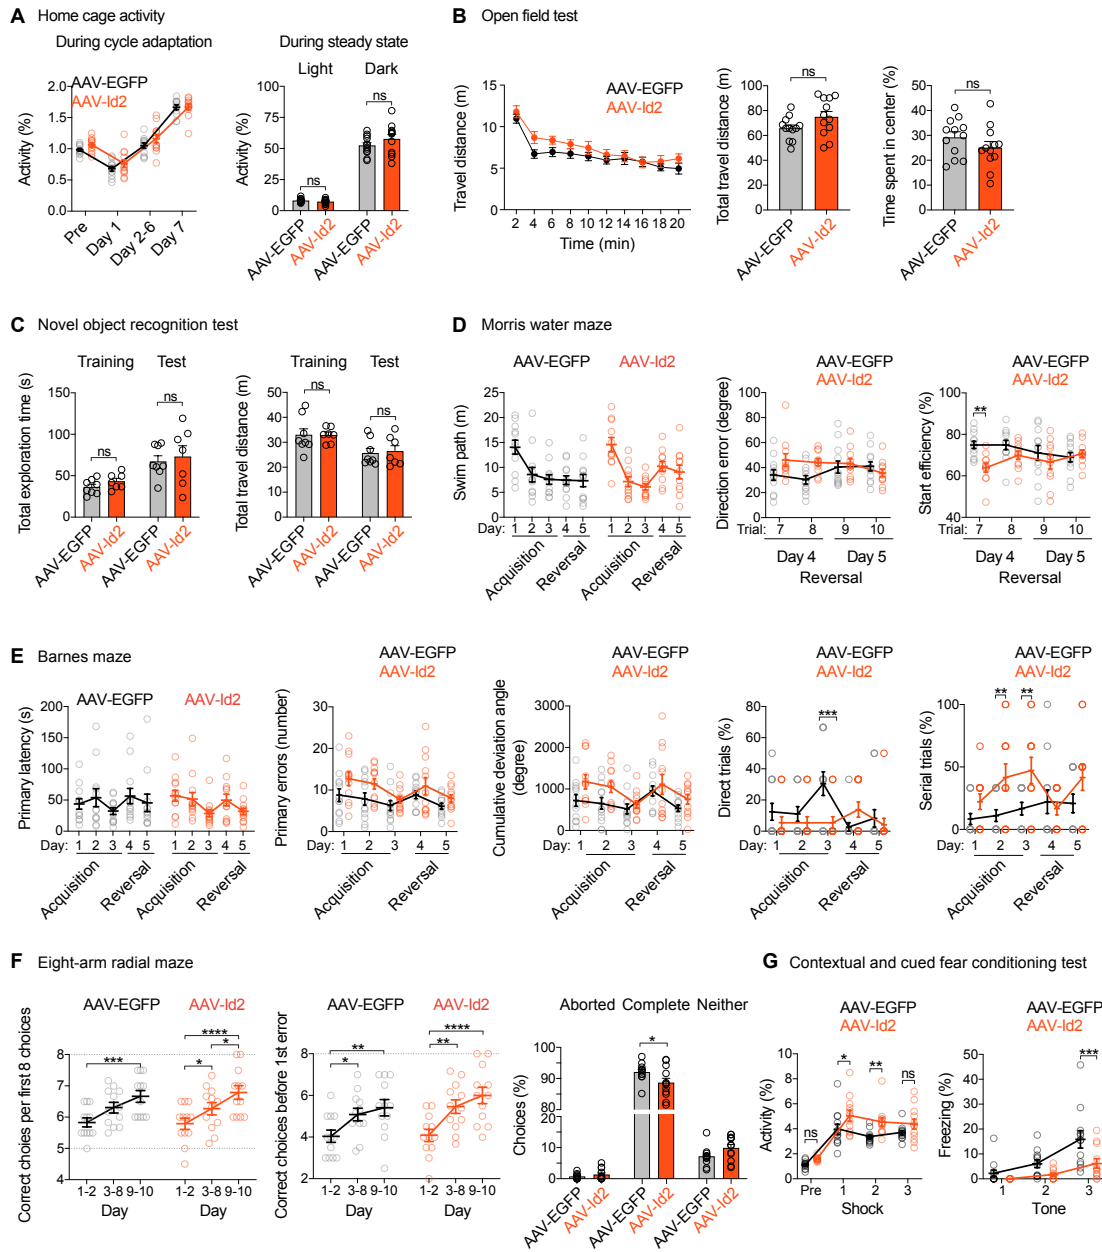 A Home cage activity
During cycle adaptation
AAV-EGFP
AAV-Id2
Activity (%)
2.0
1.5
1.0
0.5
0.0
Pre
Day 1
Day 2-6
Day 7
During steady state
Light Dark
Activity (%)
100
50
0
ns
ns
AAV-EGFP
AAV-Id2
AAV-EGFP
AAV-Id2
B Open field test
AAV-EGFP
AAV-Id2
Travel distance (m)
15
10
5
0
2 4 6 8 10 12 14 16 18 20
Time (min)
Total travel distance (m)
100
80
60
40
20
0
ns
AAV-EGFP
AAV-Id2
Time spent in center (%)
50
40
30
20
10
0
ns
AAV-EGFP
AAV-Id2
C Novel object recognition test
Training Test
Total exploration time (s)
150
100
50
0
ns
ns
AAV-EGFP
AAV-Id2
AAV-EGFP
AAV-Id2
Training Test
Total travel distance (m)
50
40
30
20
10
0
ns
ns
AAV-EGFP
AAV-Id2
AAV-EGFP
AAV-Id2
D Morris water maze
AAV-EGFP AAV-Id2
Swim path (m)
25
20
15
10
5
0
Day: 1 2 3 4 5 1 2 3 4 5
Acquisition
Reversal
Acquisition
Reversal
AAV-EGFP
AAV-Id2
Direction error (degree)
120
90
60
30
0
Trial: 7 8 9 10
Day 4 Day 5
Reversal
AAV-EGFP
AAV-Id2
Start efficiency (%)
100
80
60
40
**
Trial: 7 8 9 10
Day 4 Day 5
Reversal
E Barnes maze
AAV-EGFP AAV-Id2
Primary latency (s)
200
150
100
50
0
Day: 1 2 3 4 5 1 2 3 4 5
Acquisition
Reversal
Acquisition
Reversal
AAV-EGFP
AAV-Id2
Primary errors (number)
30
20
10
0
Day: 1 2 3 4 5
Acquisition
Reversal
AAV-EGFP
AAV-Id2
Cumulative deviation angle
(degree)
3000
2000
1000
0
Day: 1 2 3 4 5
Acquisition
Reversal
AAV-EGFP
AAV-Id2
Direct trials (%)
80
60
40
20
0
***
Day: 1 2 3 4 5
Acquisition
Reversal
AAV-EGFP
AAV-Id2
Serial trials (%)
100
50
0
** **
Day: 1 2 3 4 5
Acquisition
Reversal
F Eight-arm radial maze
AAV-EGFP AAV-Id2
Correct choices per first 8 choices
8
7
6
5
4
***
****
*
*
1-2 3-8 9-10 1-2 3-8 9-10
Day Day
AAV-EGFP AAV-Id2
Correct choices before 1st error
8
6
4
2
**
*
****
**
1-2 3-8 9-10 1-2 3-8 9-10
Day Day
Aborted Complete Neither
Choices (%)
100
90
80
20
10
0
*
AAV-EGFP
AAV-Id2
AAV-EGFP
AAV-Id2
AAV-EGFP
AAV-Id2
G Contextual and cued fear conditioning test
AAV-EGFP
AAV-Id2
Activity (%)
10
8
6
4
2
0
ns
*
**
ns
Pre 1 2 3
Shock
AAV-EGFP
AAV-Id2
Freezing (%)
50
40
30
20
10
0
***
1 2 3
Tone